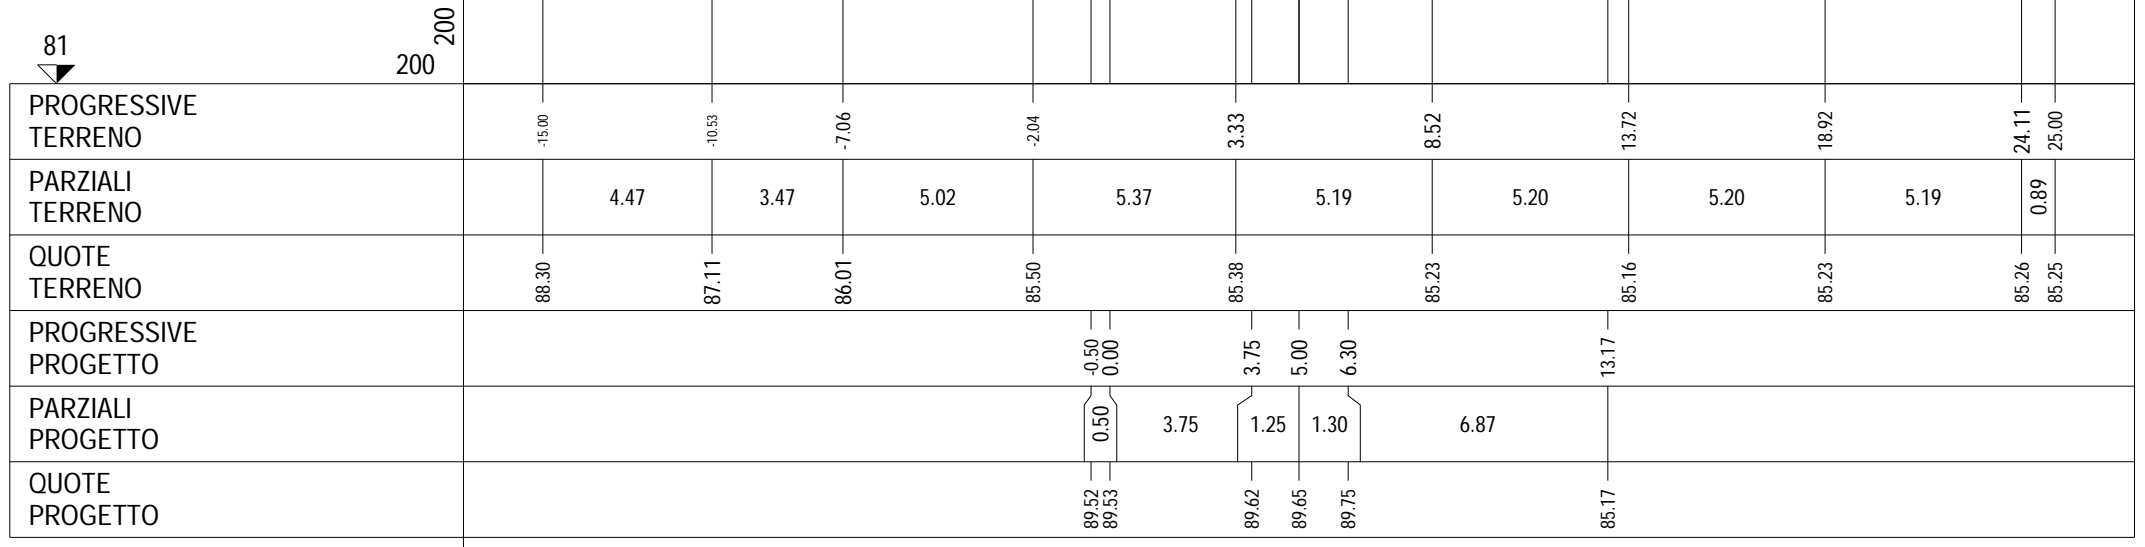 200
81
200
PROGRESSIVE
TERRENO
-15.00 -10.53 -7.06 -2.04 3.33 8.52 13.72 18.92 24.11 25.00
PARZIALI
TERRENO
4.47 3.47 5.02 5.37 5.19 5.20 5.20 5.19 0.89
QUOTE
TERRENO
88.30 87.11 86.01 85.50 85.38 85.23 85.16 85.23 85.26 85.25
PROGRESSIVE
PROGETTO
-0.50 0.00 3.75 5.00 6.30 13.17
PARZIALI
PROGETTO
0.50 3.75 1.25 1.30 6.87
QUOTE
PROGETTO
89.52 89.53 89.62 89.65 89.75 85.17